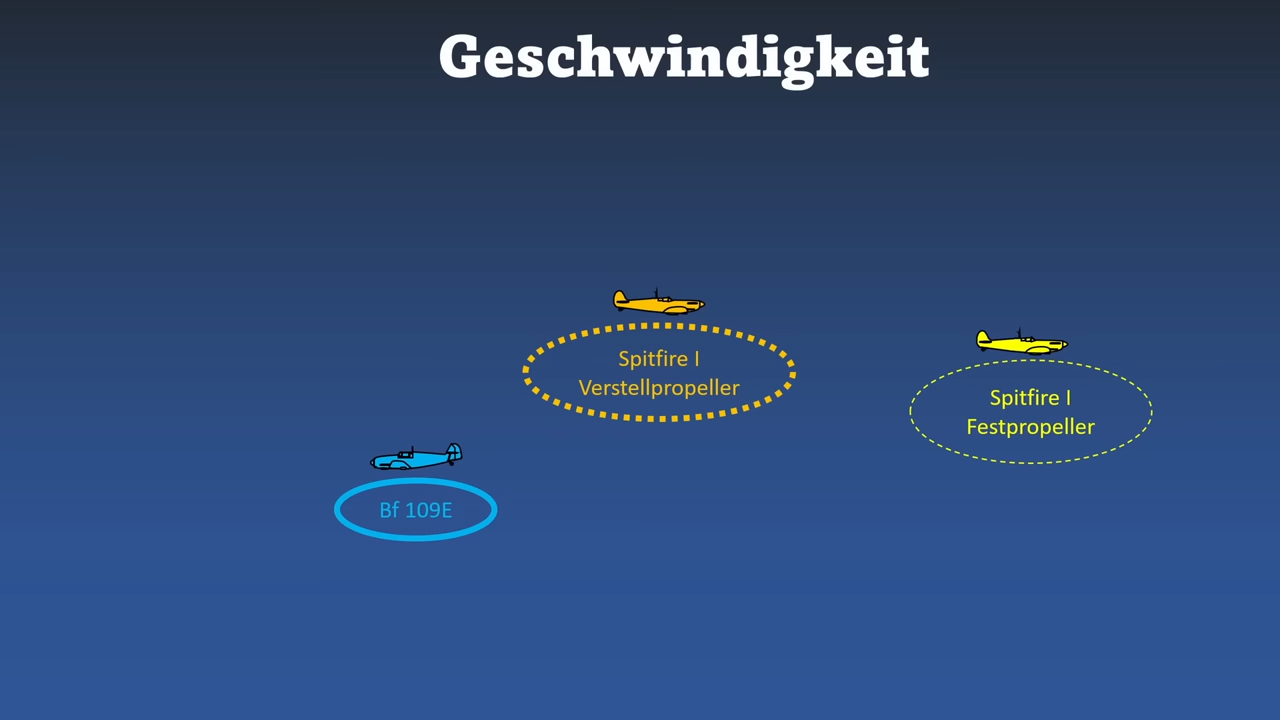 Geschwindigkeit
Spitfire I
Verstellpropeller
Spitfire I
Festpropeller
Bf 109E